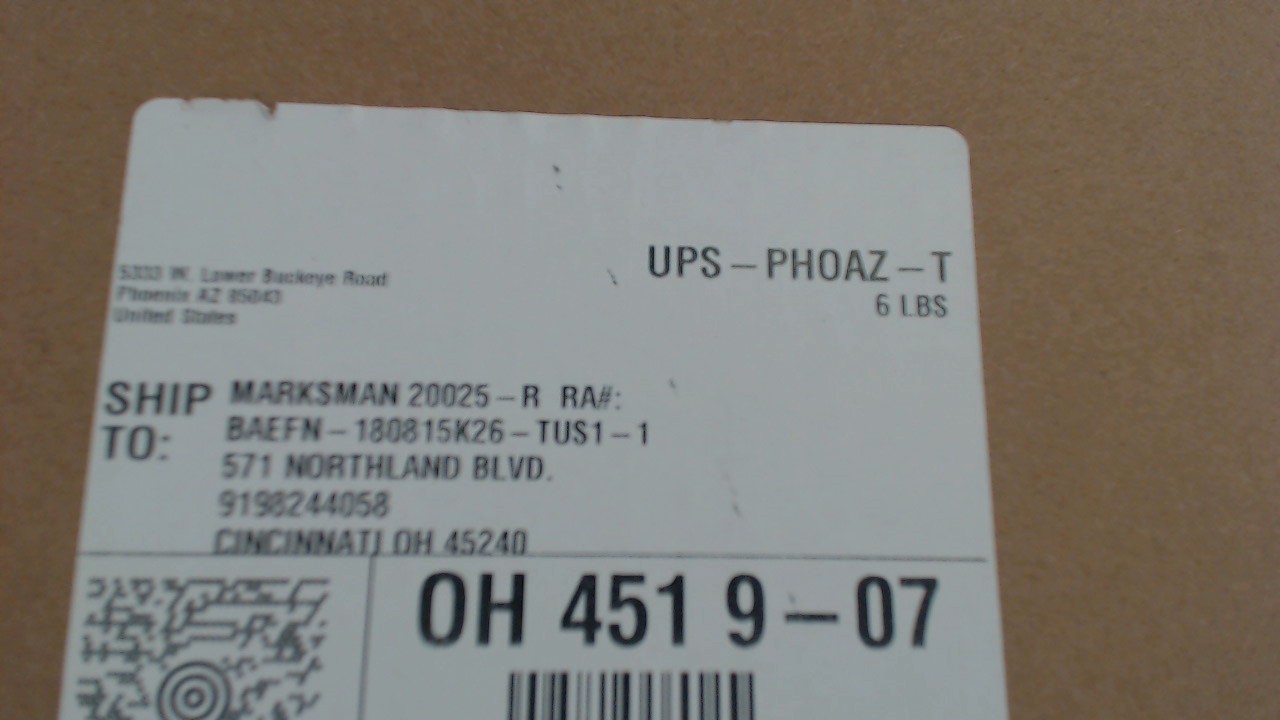 5333 W. Lower Buckeye Road
Phoenix AZ 85043
United States
UPS – PHOAZ – T
6 LBS
SHIP TO:
MARKSMAN 20025 – R RA#:
BAEFN – 180815K26 – TUS1 – 1
571 NORTHLAND BLVD.
9198244058
CINCINNATI OH 45240
OH 451 9 – 07